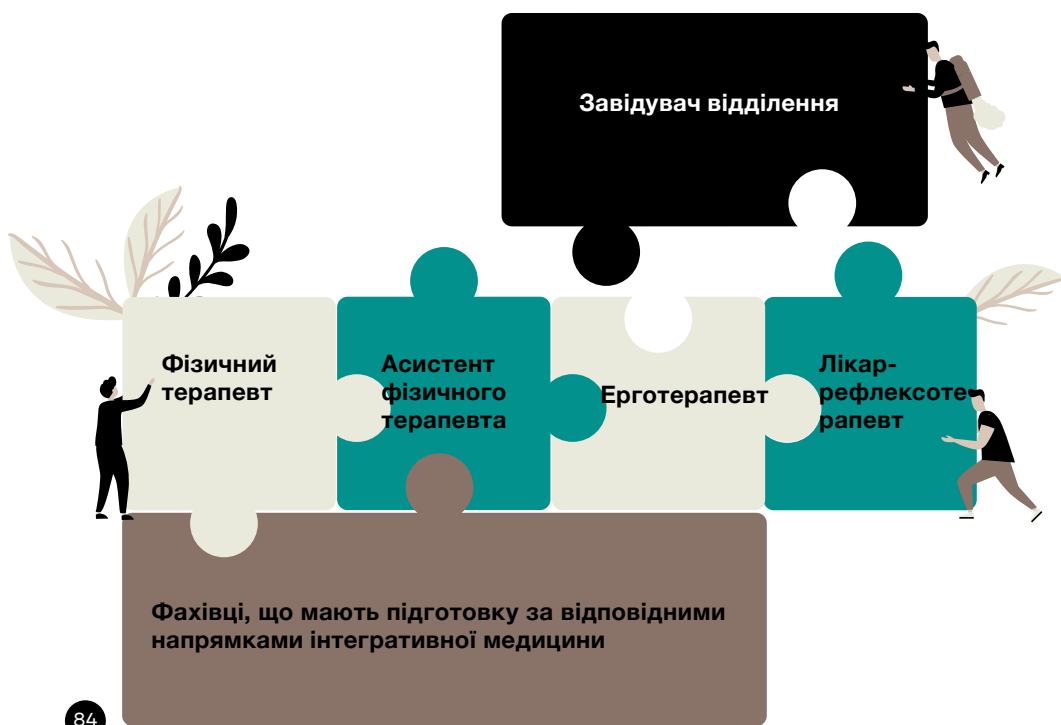 Завідувач відділення
Фізичний
терапевт
Асистент
фізичного
терапевта
Ерготерапевт
Лікар-
рефлексоте-
рапевт
Фахівці, що мають підготовку за відповідними
напрямками інтегративної медицини
84